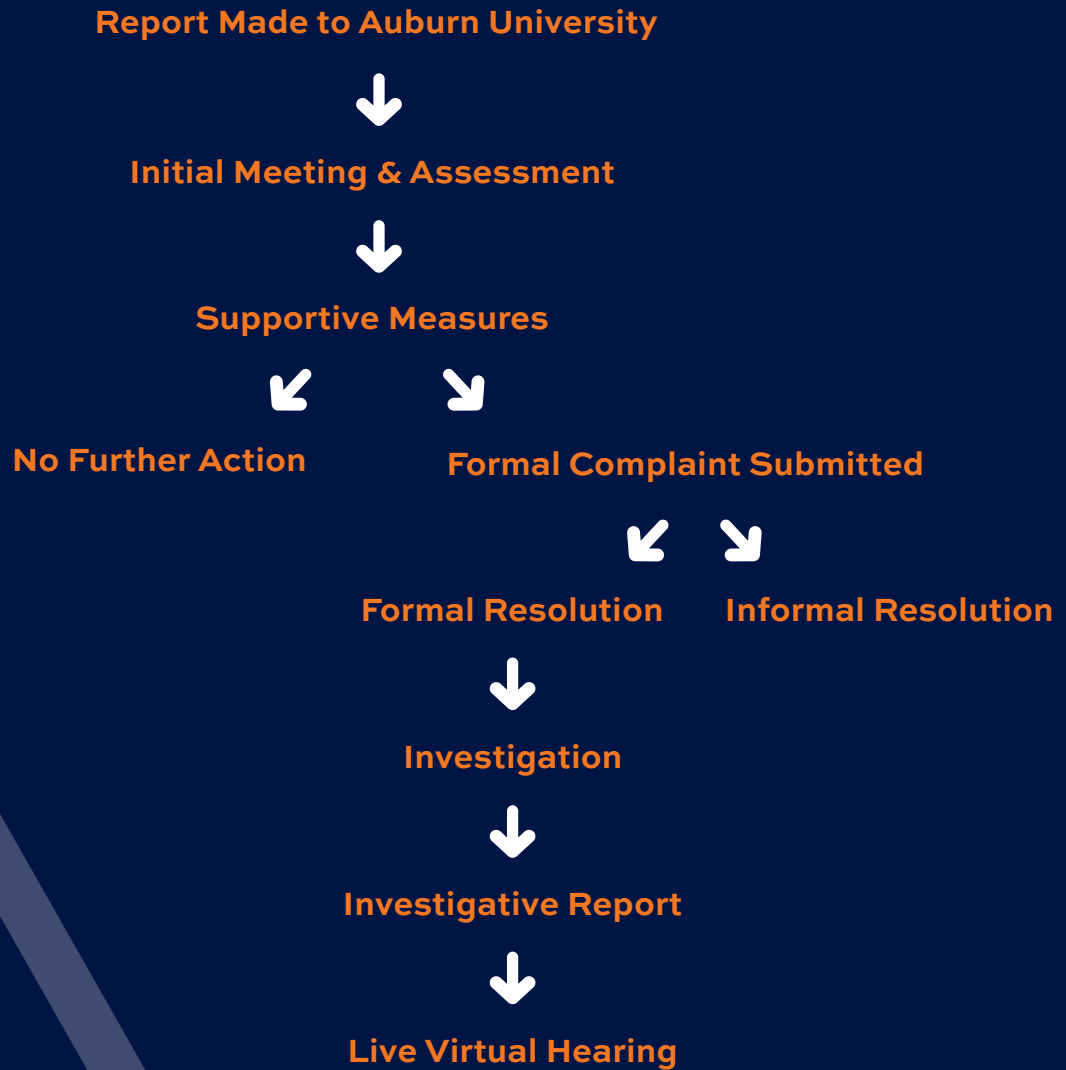 Report Made to Auburn University
Initial Meeting & Assessment
Supportive Measures
No Further Action
Formal Complaint Submitted
Formal Resolution
Informal Resolution
Investigation
Investigative Report
Live Virtual Hearing